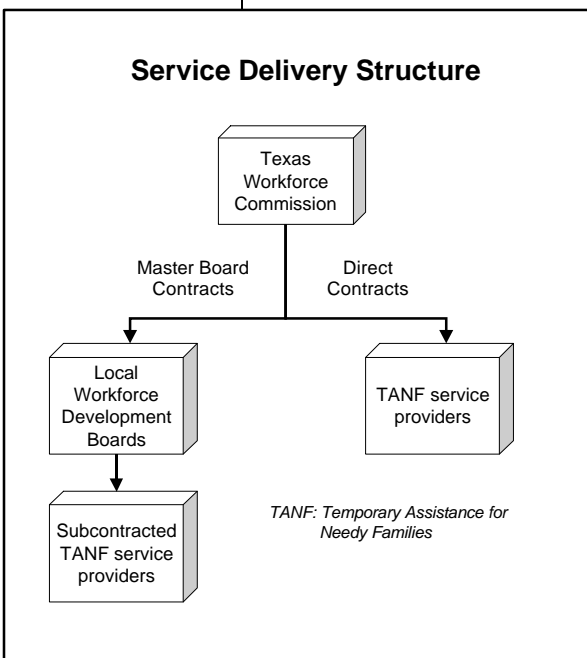 Service Delivery Structure
Texas
Workforce
Commission
Master Board
Contracts
Direct
Contracts
Local
Workforce
Development
Boards
TANF service
providers
Subcontracted
TANF service
providers
TANF: Temporary Assistance for
Needy Families